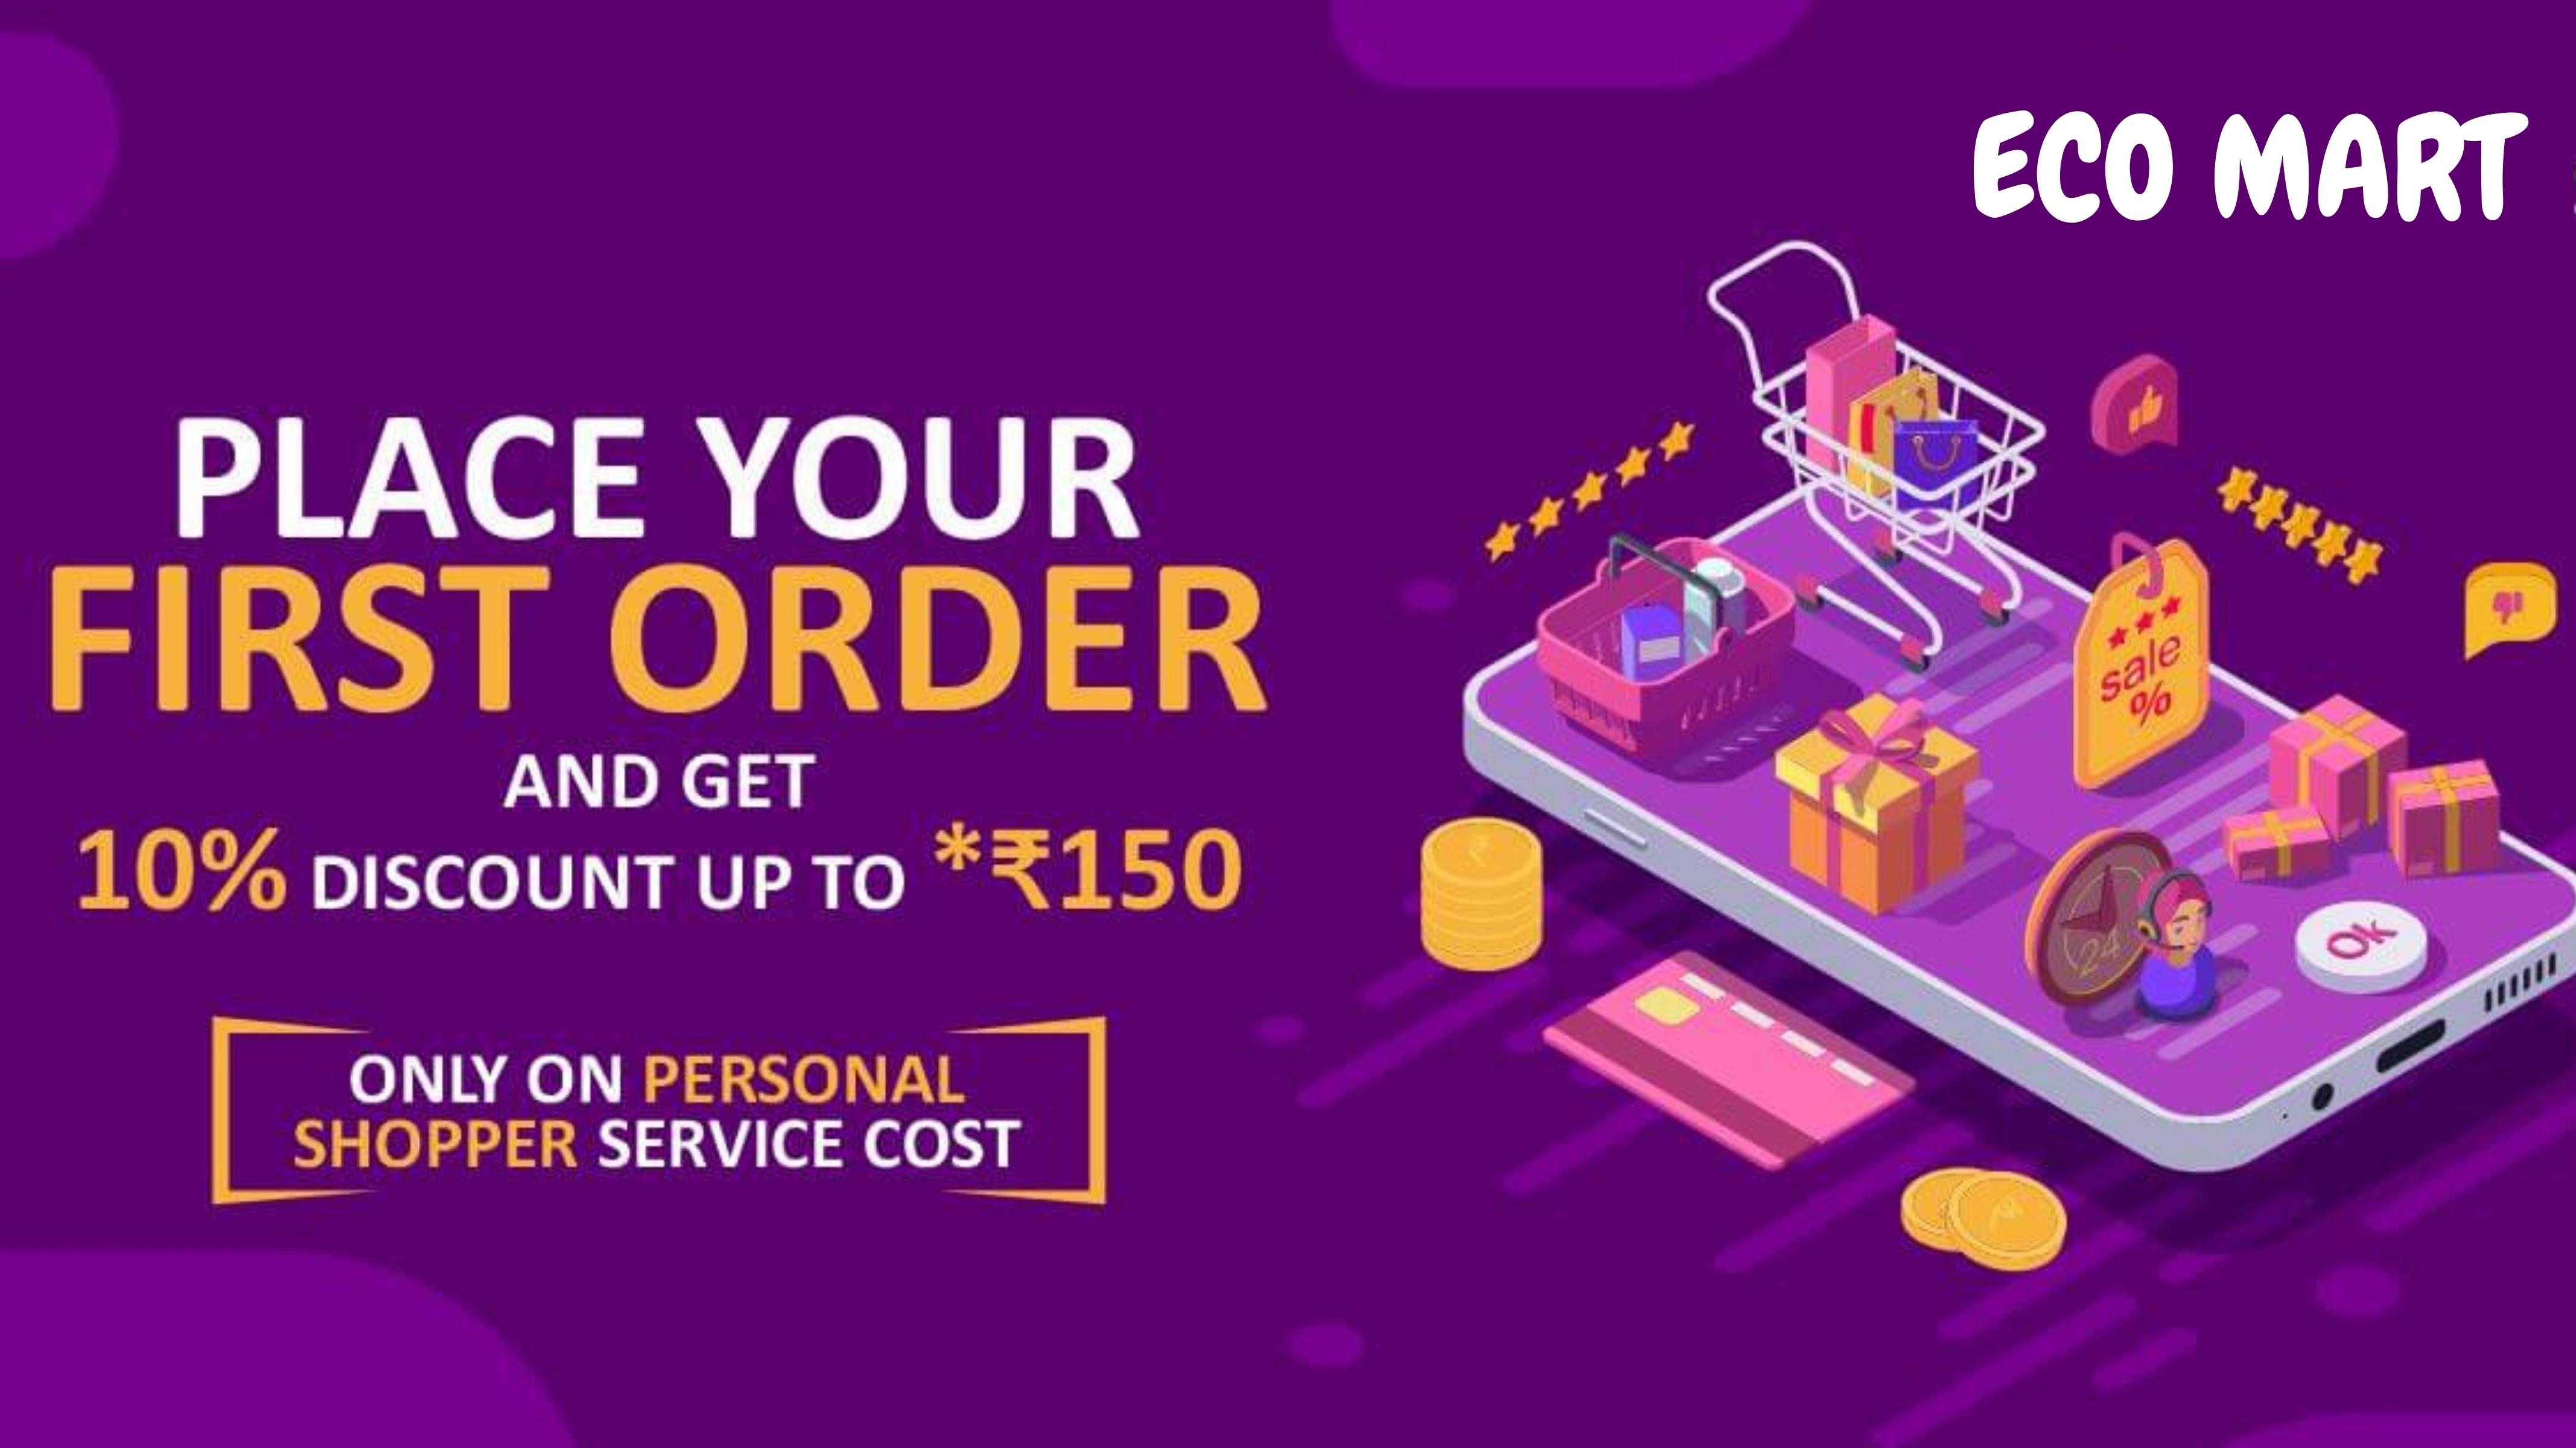 ECO MART
PLACE YOUR
FIRST ORDER
AND GET
10% DISCOUNT UP TO *₹150
ONLY ON PERSONAL
SHOPPER SERVICE COST
sale
%
24
Ok